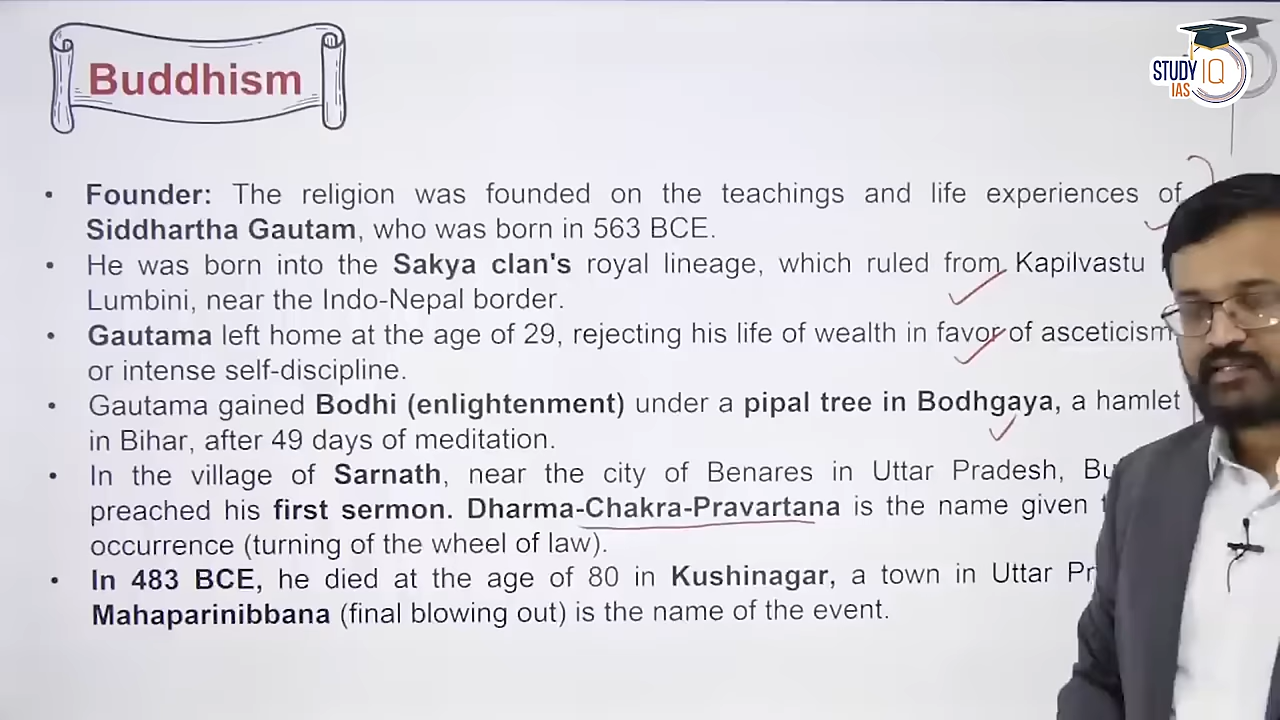 Buddhism
STUDY IQ
IAS
• Founder: The religion was founded on the teachings and life experiences of
Siddhartha Gautam, who was born in 563 BCE.
• He was born into the Sakya clan's royal lineage, which ruled from Kapilvastu
Lumbini, near the Indo-Nepal border.
• Gautama left home at the age of 29, rejecting his life of wealth in favor of asceticism
or intense self-discipline.
• Gautama gained Bodhi (enlightenment) under a pipal tree in Bodhgaya, a hamlet
in Bihar, after 49 days of meditation.
• In the village of Sarnath, near the city of Benares in Uttar Pradesh,
preached his first sermon. Dharma-Chakra-Pravartana is the name given
occurrence (turning of the wheel of law).
• In 483 BCE, he died at the age of 80 in Kushinagar, a town in Uttar
Mahaparinibbana (final blowing out) is the name of the event.